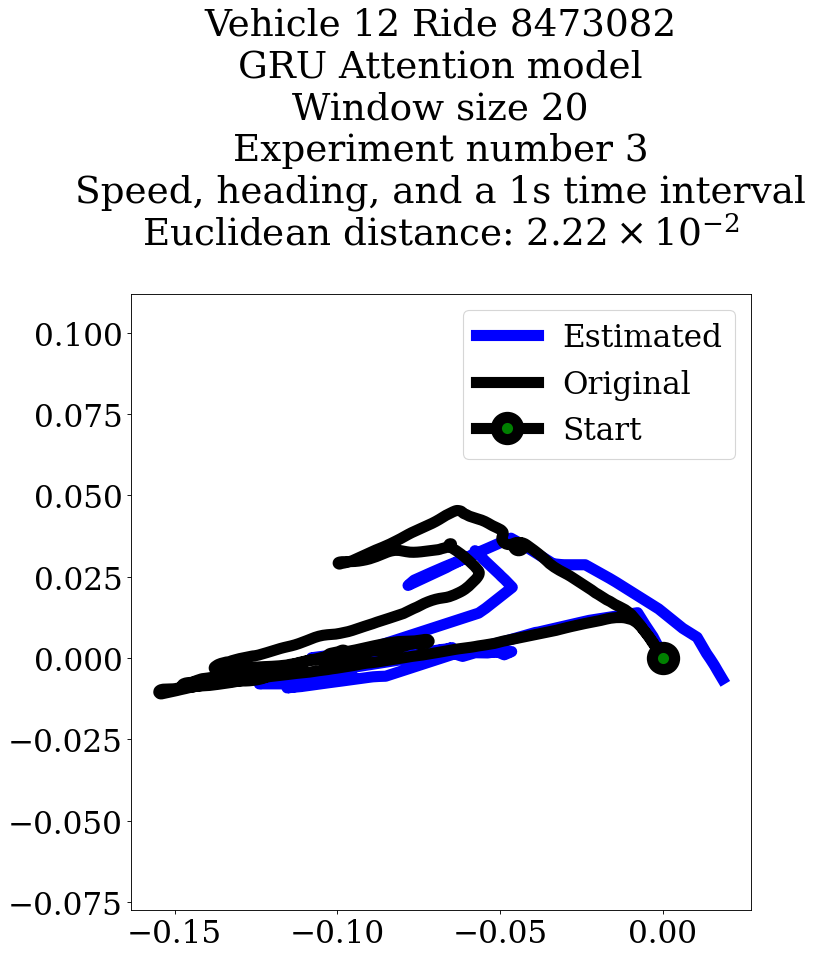 Vehicle 12 Ride 8473082
GRU Attention model
Window size 20
Experiment number 3
Speed, heading, and a 1s time interval
Euclidean distance: 2.22 × 10⁻²
Estimated
Original
Start
0.100
0.075
0.050
0.025
0.000
−0.025
−0.050
−0.075
−0.15 −0.10 −0.05 0.00